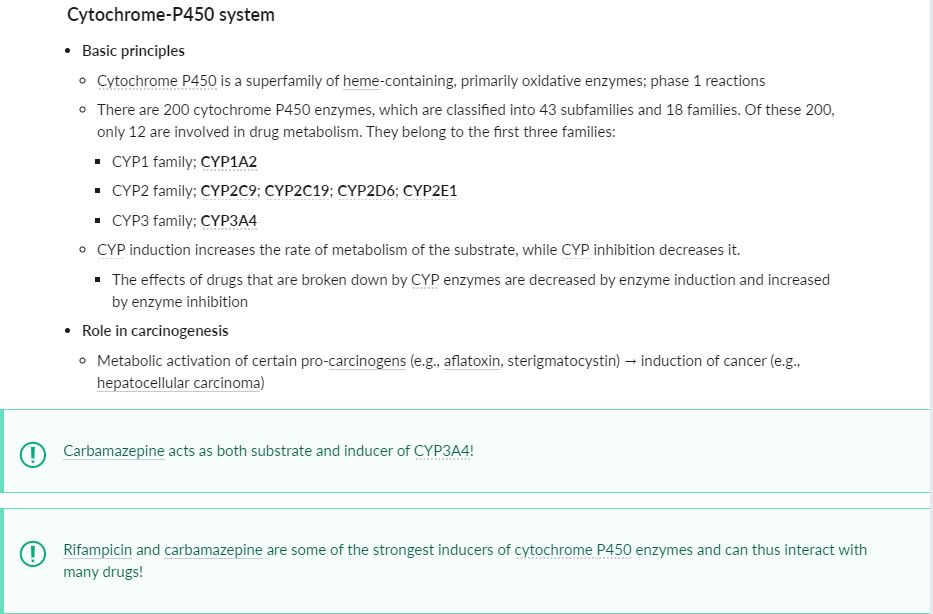 Cytochrome-P450 system
• Basic principles
Cytochrome P450 is a superfamily of heme-containing, primarily oxidative enzymes; phase 1 reactions
There are 200 cytochrome P450 enzymes, which are classified into 43 subfamilies and 18 families. Of these 200,
only 12 are involved in drug metabolism. They belong to the first three families:
▪ CYP1 family; CYP1A2
▪ CYP2 family; CYP2C9; CYP2C19; CYP2D6; CYP2E1
▪ CYP3 family; CYP3A4
CYP induction increases the rate of metabolism of the substrate, while CYP inhibition decreases it.
▪ The effects of drugs that are broken down by CYP enzymes are decreased by enzyme induction and increased
by enzyme inhibition
• Role in carcinogenesis
Metabolic activation of certain pro-carcinogens (e.g., aflatoxin, sterigmatocystin) → induction of cancer (e.g.,
hepatocellular carcinoma)
Carbamazepine acts as both substrate and inducer of CYP3A4!
Rifampicin and carbamazepine are some of the strongest inducers of cytochrome P450 enzymes and can thus interact with
many drugs!